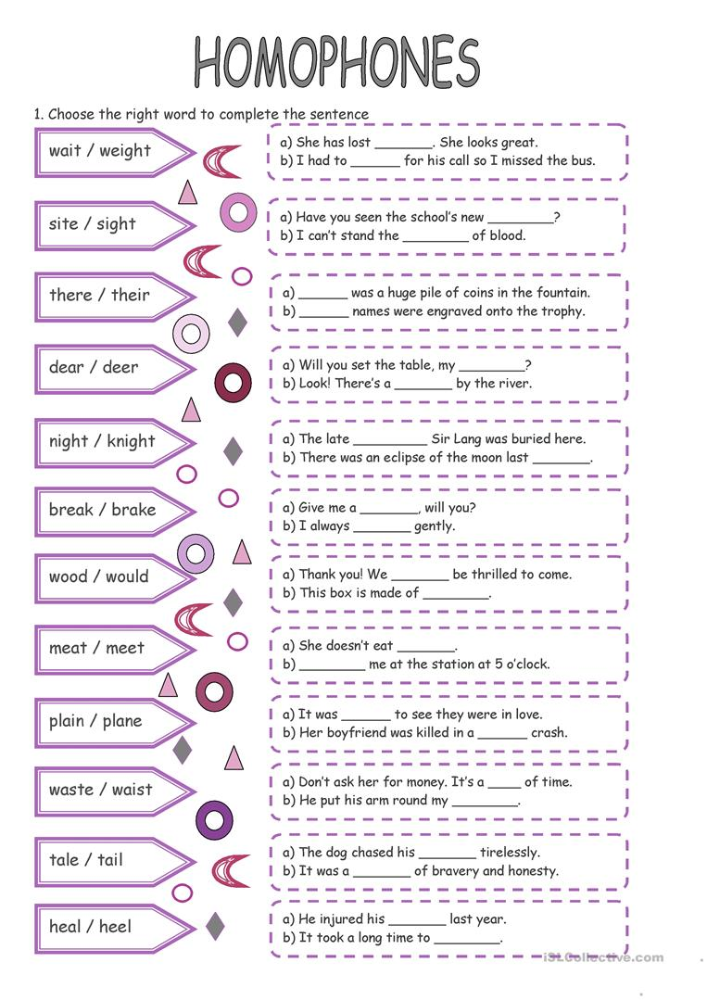 HOMOPHONES
1. Choose the right word to complete the sentence
wait / weight
a) She has lost _______. She looks great.
b) I had to ______ for his call so I missed the bus.
site / sight
a) Have you seen the school's new ________?
b) I can't stand the ________ of blood.
there / their
a) ______ was a huge pile of coins in the fountain.
b) ______ names were engraved onto the trophy.
dear / deer
a) Will you set the table, my ________?
b) Look! There's a _______ by the river.
night / knight
a) The late _________ Sir Lang was buried here.
b) There was an eclipse of the moon last _______.
break / brake
a) Give me a _______, will you?
b) I always _______ gently.
wood / would
a) Thank you! We _______ be thrilled to come.
b) This box is made of ________.
meat / meet
a) She doesn't eat _______.
b) ________ me at the station at 5 o'clock.
plain / plane
a) It was ______ to see they were in love.
b) Her boyfriend was killed in a ______ crash.
waste / waist
a) Don't ask her for money. It's a ____ of time.
b) He put his arm round my ________.
tale / tail
a) The dog chased his _______ tirelessly.
b) It was a _______ of bravery and honesty.
heal / heel
a) He injured his _______ last year.
b) It took a long time to ________.
iSLCollective.com